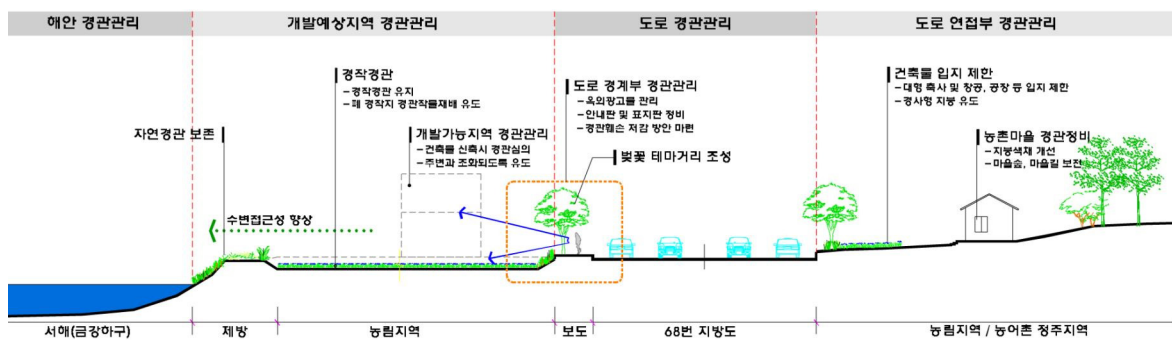 해안 경관관리
개발예상지역 경관관리
도로 경관관리
도로 연접부 경관관리
경작경관
– 경작경관 유지
– 폐 경작지 경관작물재배 유도
도로 경계부 경관관리
– 옥외광고물 관리
– 안내판 및 표지판 정비
– 경관훼손 저감 방안 마련
건축물 입지 제한
– 대형 축사 및 창공, 공장 등 입지 제한
– 경사형 지붕 유도
자연경관 보존
개발가능지역 경관관리
– 건축물 신축시 경관심의
– 주변과 조화되도록 유도
벚꽃 테마거리 조성
농촌마을 경관정비
– 지붕색채 개선
– 마을숲, 마을길 보전
수변접근성 향상
서해(금강하구)
제방
농림지역
보도
68번 지방도
농림지역 / 농어촌 정주지역